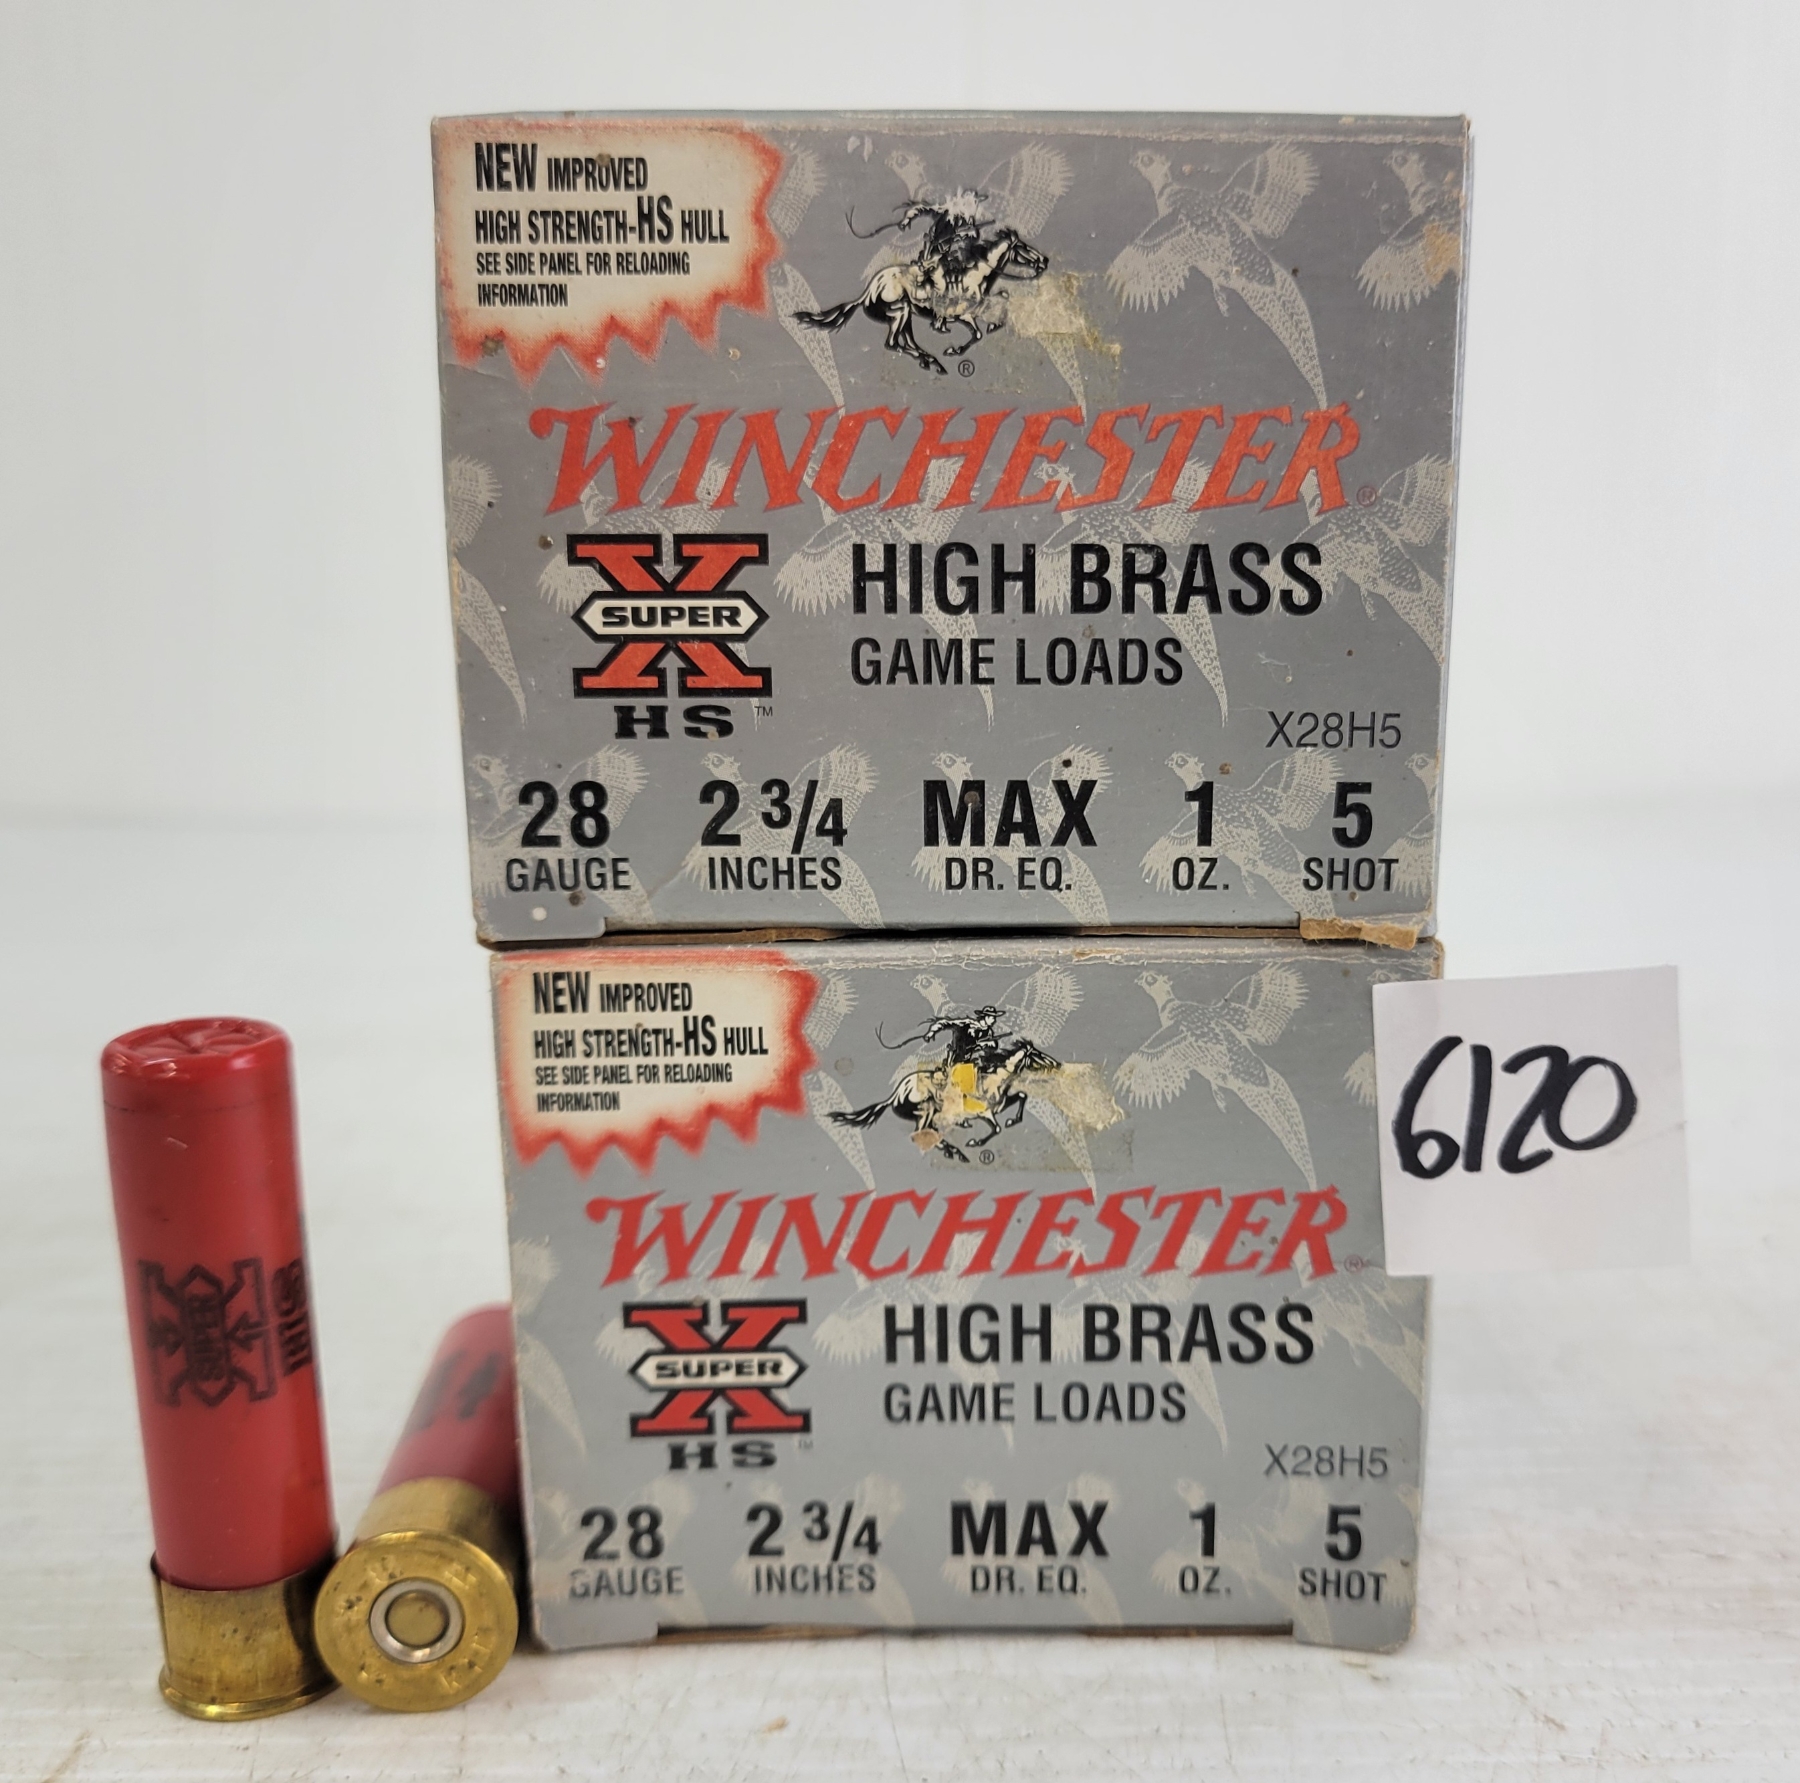 NEW IMPROVED
HIGH STRENGTH-HS HULL
SEE SIDE PANEL FOR RELOADING
INFORMATION
®
WINCHESTER®
X
SUPER
HS™
HIGH BRASS
GAME LOADS
X28H5
28 2 3/4 MAX 1 5
GAUGE INCHES DR. EQ. OZ. SHOT
NEW IMPROVED
HIGH STRENGTH-HS HULL
SEE SIDE PANEL FOR RELOADING
INFORMATION
®
WINCHESTER®
X
SUPER
HS™
HIGH BRASS
GAME LOADS
X28H5
28 2 3/4 MAX 1 5
GAUGE INCHES DR. EQ. OZ. SHOT
6120
X
SUPER